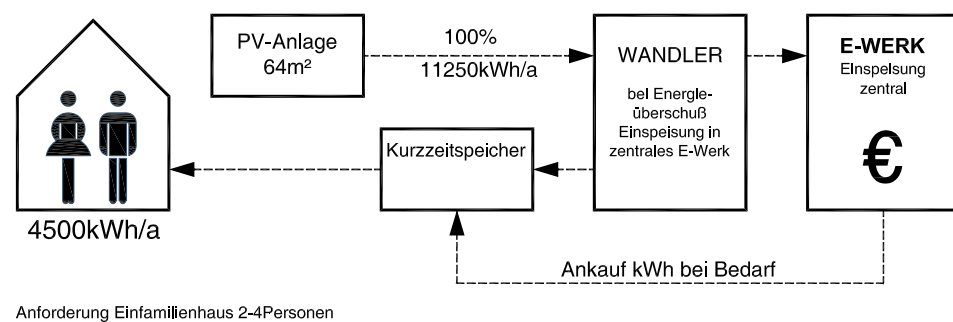 PV-Anlage
64m²
100%
11250kWh/a
WANDLER
bei Energie-
überschuß
Einspeisung in
zentrales E-Werk
E-WERK
EInspeisung
zentral
€
Kurzzeitspeicher
4500kWh/a
Ankauf kWh bei Bedarf
Anforderung Einfamilienhaus 2-4Personen